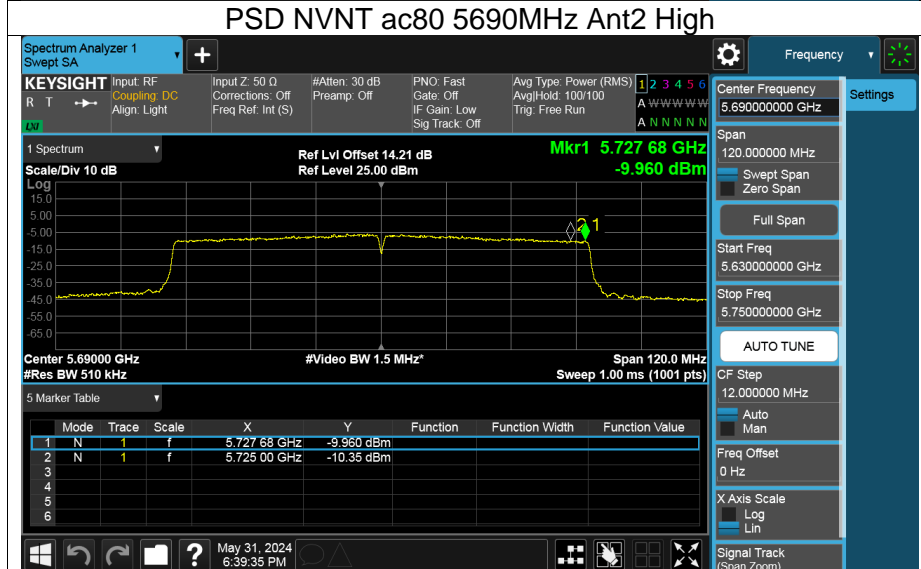 PSD NVNT ac80 5690MHz Ant2 High
Spectrum Analyzer 1
Swept SA
+
Frequency
KEYSIGHT
R T
LXI
Input: RF
Coupling: DC
Align: Light
Input Z: 50 Ω
Corrections: Off
Freq Ref: Int (S)
#Atten: 30 dB
Preamp: Off
PNO: Fast
Gate: Off
IF Gain: Low
Sig Track: Off
Avg Type: Power (RMS)
Avg|Hold: 100/100
Trig: Free Run
1 2 3 4 5 6
A W W W W W
A N N N N N
1 Spectrum
Scale/Div 10 dB
Ref Lvl Offset 14.21 dB
Ref Level 25.00 dBm
Mkr1 5.727 68 GHz
-9.960 dBm
Log
15.0
5.00
-5.00
-15.0
-25.0
-35.0
-45.0
-55.0
-65.0
2 1
Center 5.69000 GHz
#Res BW 510 kHz
#Video BW 1.5 MHz*
Span 120.0 MHz
Sweep 1.00 ms (1001 pts)
5 Marker Table
Mode Trace Scale X Y Function Function Width Function Value
1 N 1 f 5.727 68 GHz -9.960 dBm
2 N 1 f 5.725 00 GHz -10.35 dBm
3
4
5
6
?
May 31, 2024
6:39:35 PM
Center Frequency
5.690000000 GHz
Span
120.000000 MHz
Swept Span
Zero Span
Full Span
Start Freq
5.630000000 GHz
Stop Freq
5.750000000 GHz
AUTO TUNE
CF Step
12.000000 MHz
Auto
Man
Freq Offset
0 Hz
X Axis Scale
Log
Lin
Signal Track
(Span Zoom)
Settings